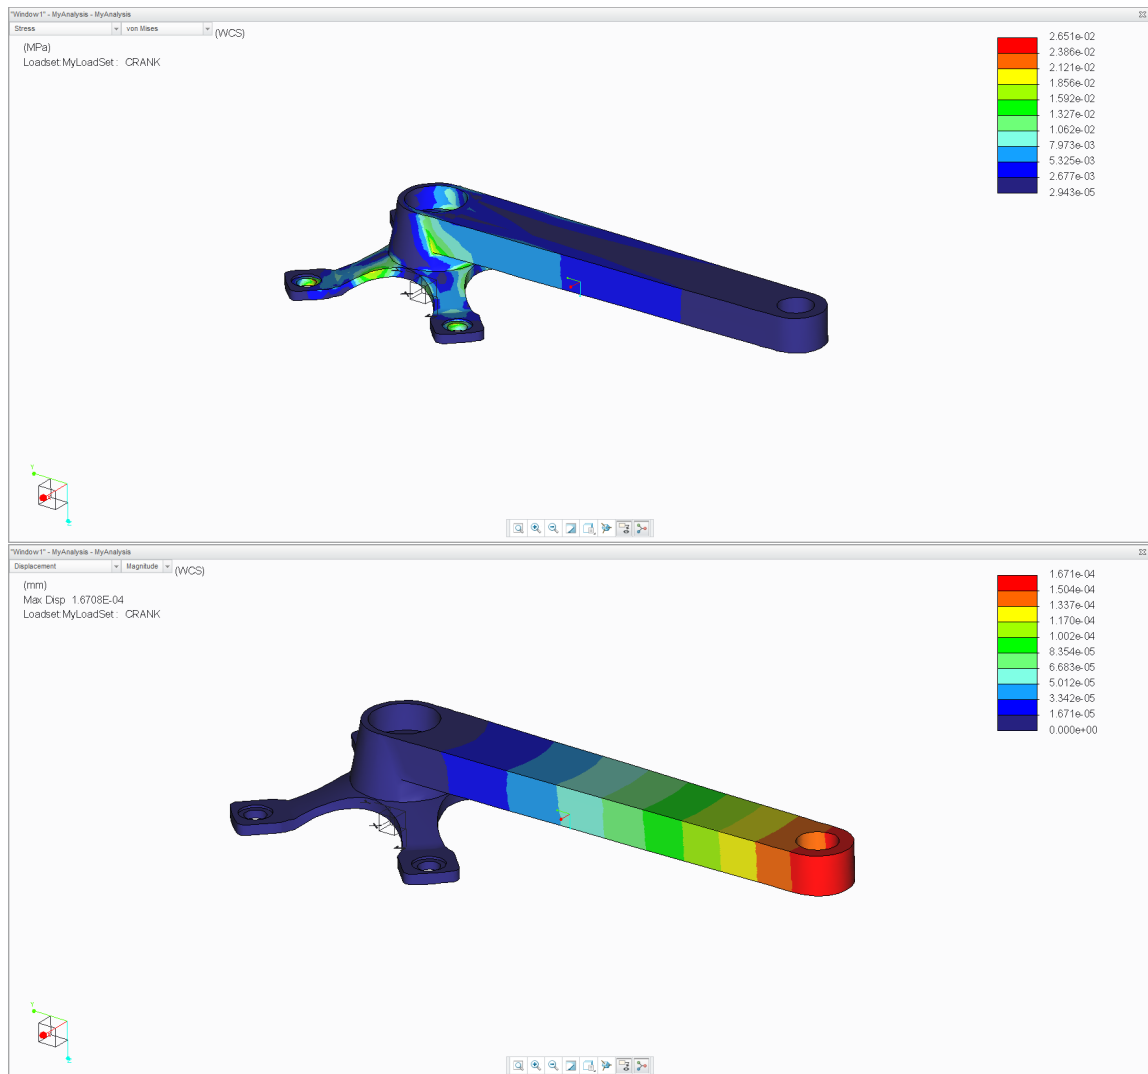 "Window1" - MyAnalysis - MyAnalysis
Stress von Mises (WCS)
(MPa)
Loadset:MyLoadSet : CRANK
2.651e-02
2.386e-02
2.121e-02
1.856e-02
1.592e-02
1.327e-02
1.062e-02
7.973e-03
5.325e-03
2.677e-03
2.943e-05
Y
"Window1" - MyAnalysis - MyAnalysis
Displacement Magnitude (WCS)
(mm)
Max Disp 1.6708E-04
Loadset:MyLoadSet : CRANK
1.671e-04
1.504e-04
1.337e-04
1.170e-04
1.002e-04
8.354e-05
6.683e-05
5.012e-05
3.342e-05
1.671e-05
0.000e+00
Y